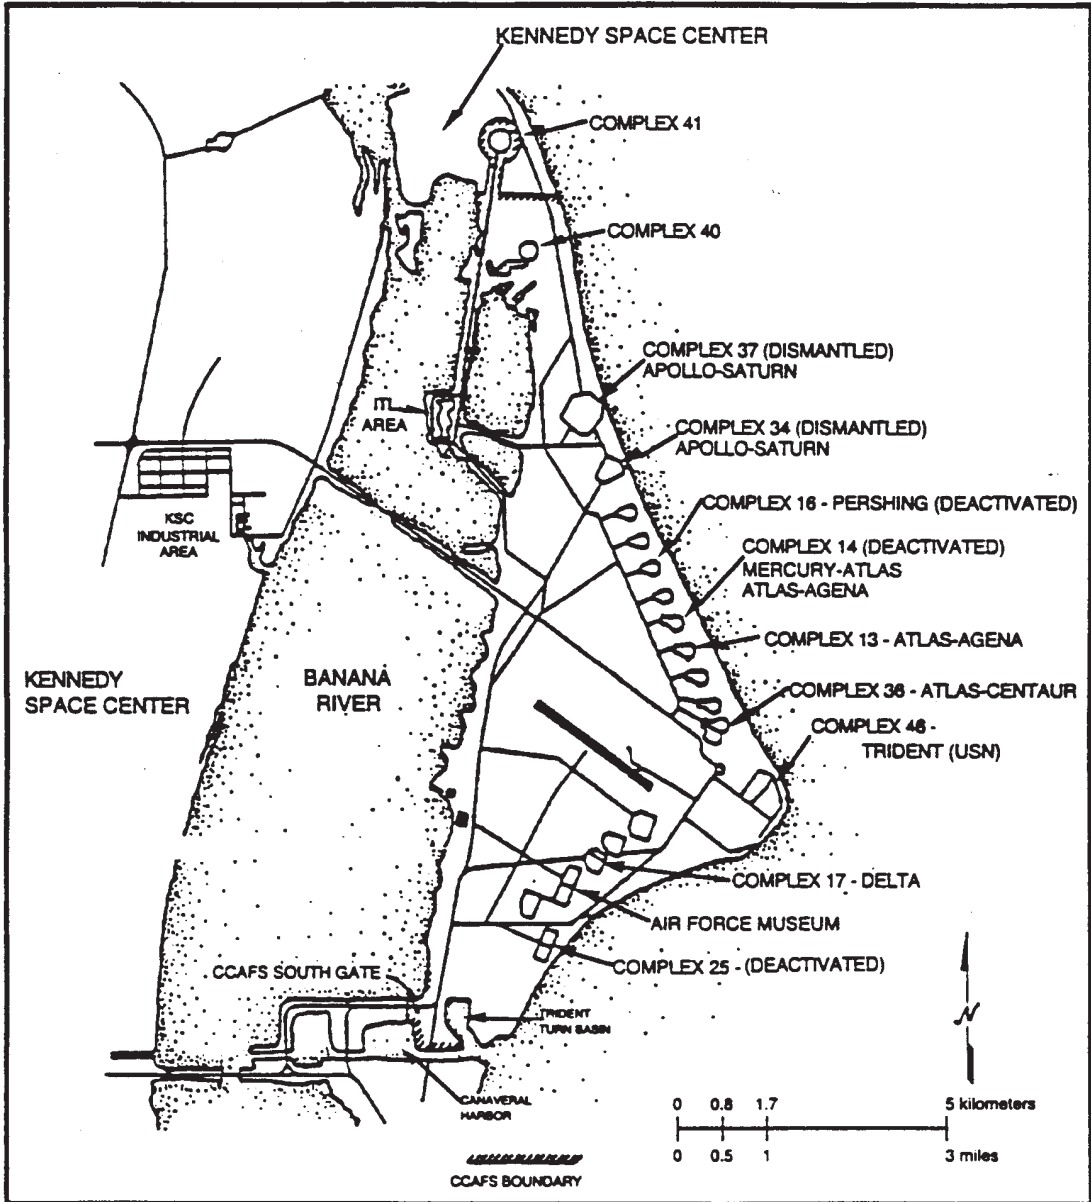 KENNEDY SPACE CENTER
COMPLEX 41
COMPLEX 40
COMPLEX 37 (DISMANTLED)
APOLLO-SATURN
ITL
AREA
COMPLEX 34 (DISMANTLED)
APOLLO-SATURN
COMPLEX 16 - PERSHING (DEACTIVATED)
KSC
INDUSTRIAL
AREA
COMPLEX 14 (DEACTIVATED)
MERCURY-ATLAS
ATLAS-AGENA
COMPLEX 13 - ATLAS-AGENA
KENNEDY
SPACE CENTER
BANANA
RIVER
COMPLEX 36 - ATLAS-CENTAUR
COMPLEX 46 -
TRIDENT (USN)
COMPLEX 17 - DELTA
AIR FORCE MUSEUM
COMPLEX 25 - (DEACTIVATED)
CCAFS SOUTH GATE
TRIDENT
TURN BASIN
N
CANAVERAL
HARBOR
0 0.8 1.7 5 kilometers
0 0.5 1 3 miles
CCAFS BOUNDARY